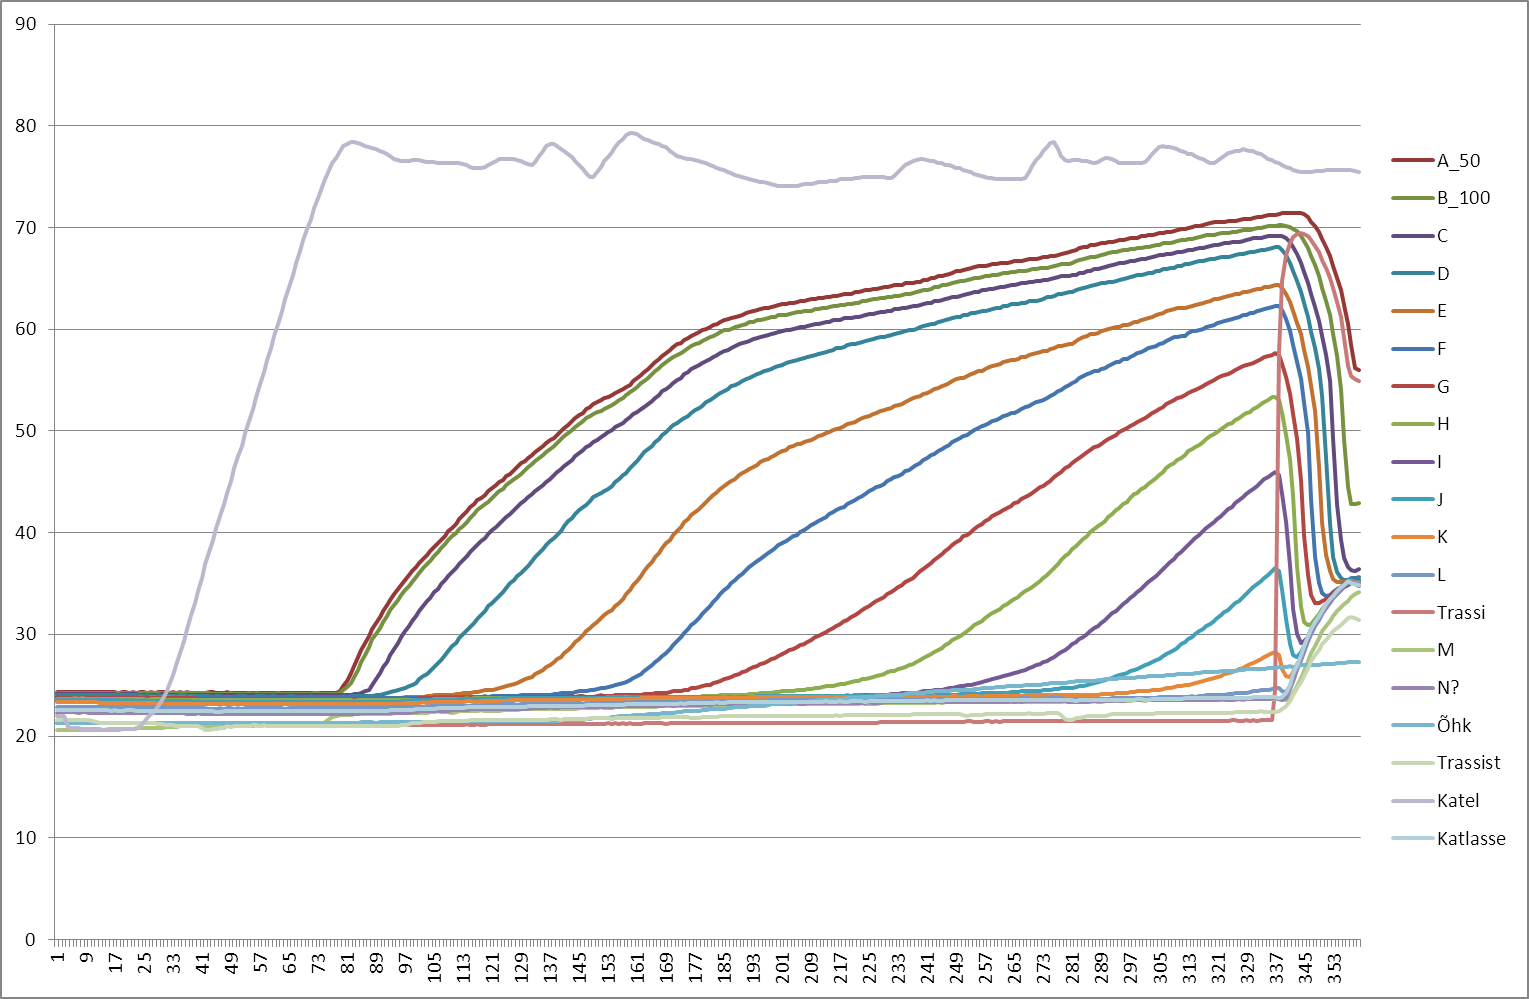 90
80
70
60
50
40
30
20
10
0
1 9 17 25 33 41 49 57 65 73 81 89 97 105 113 121 129 137 145 153 161 169 177 185 193 201 209 217 225 233 241 249 257 265 273 281 289 297 305 313 321 329 337 345 353
A_50
B_100
C
D
E
F
G
H
I
J
K
L
Trassi
M
N?
Õhk
Trassist
Katel
Katlasse